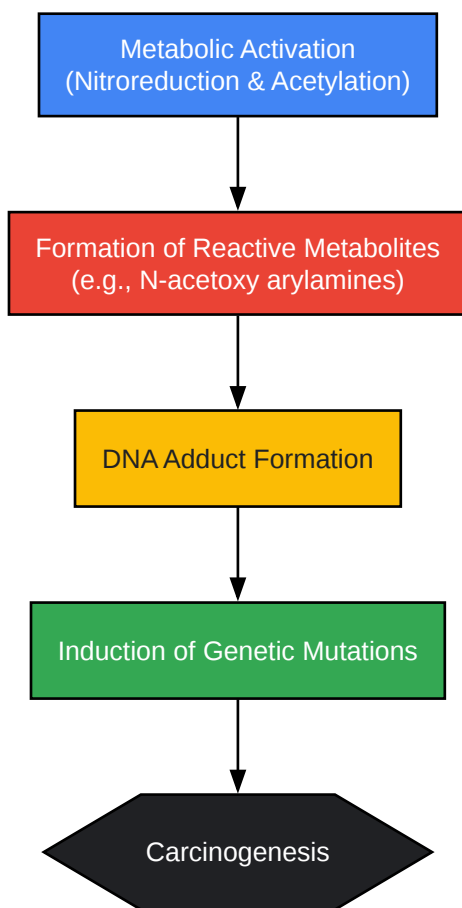 Metabolic Activation
(Nitroreduction & Acetylation)
Formation of Reactive Metabolites
(e.g., N-acetoxy arylamines)
DNA Adduct Formation
Induction of Genetic Mutations
Carcinogenesis